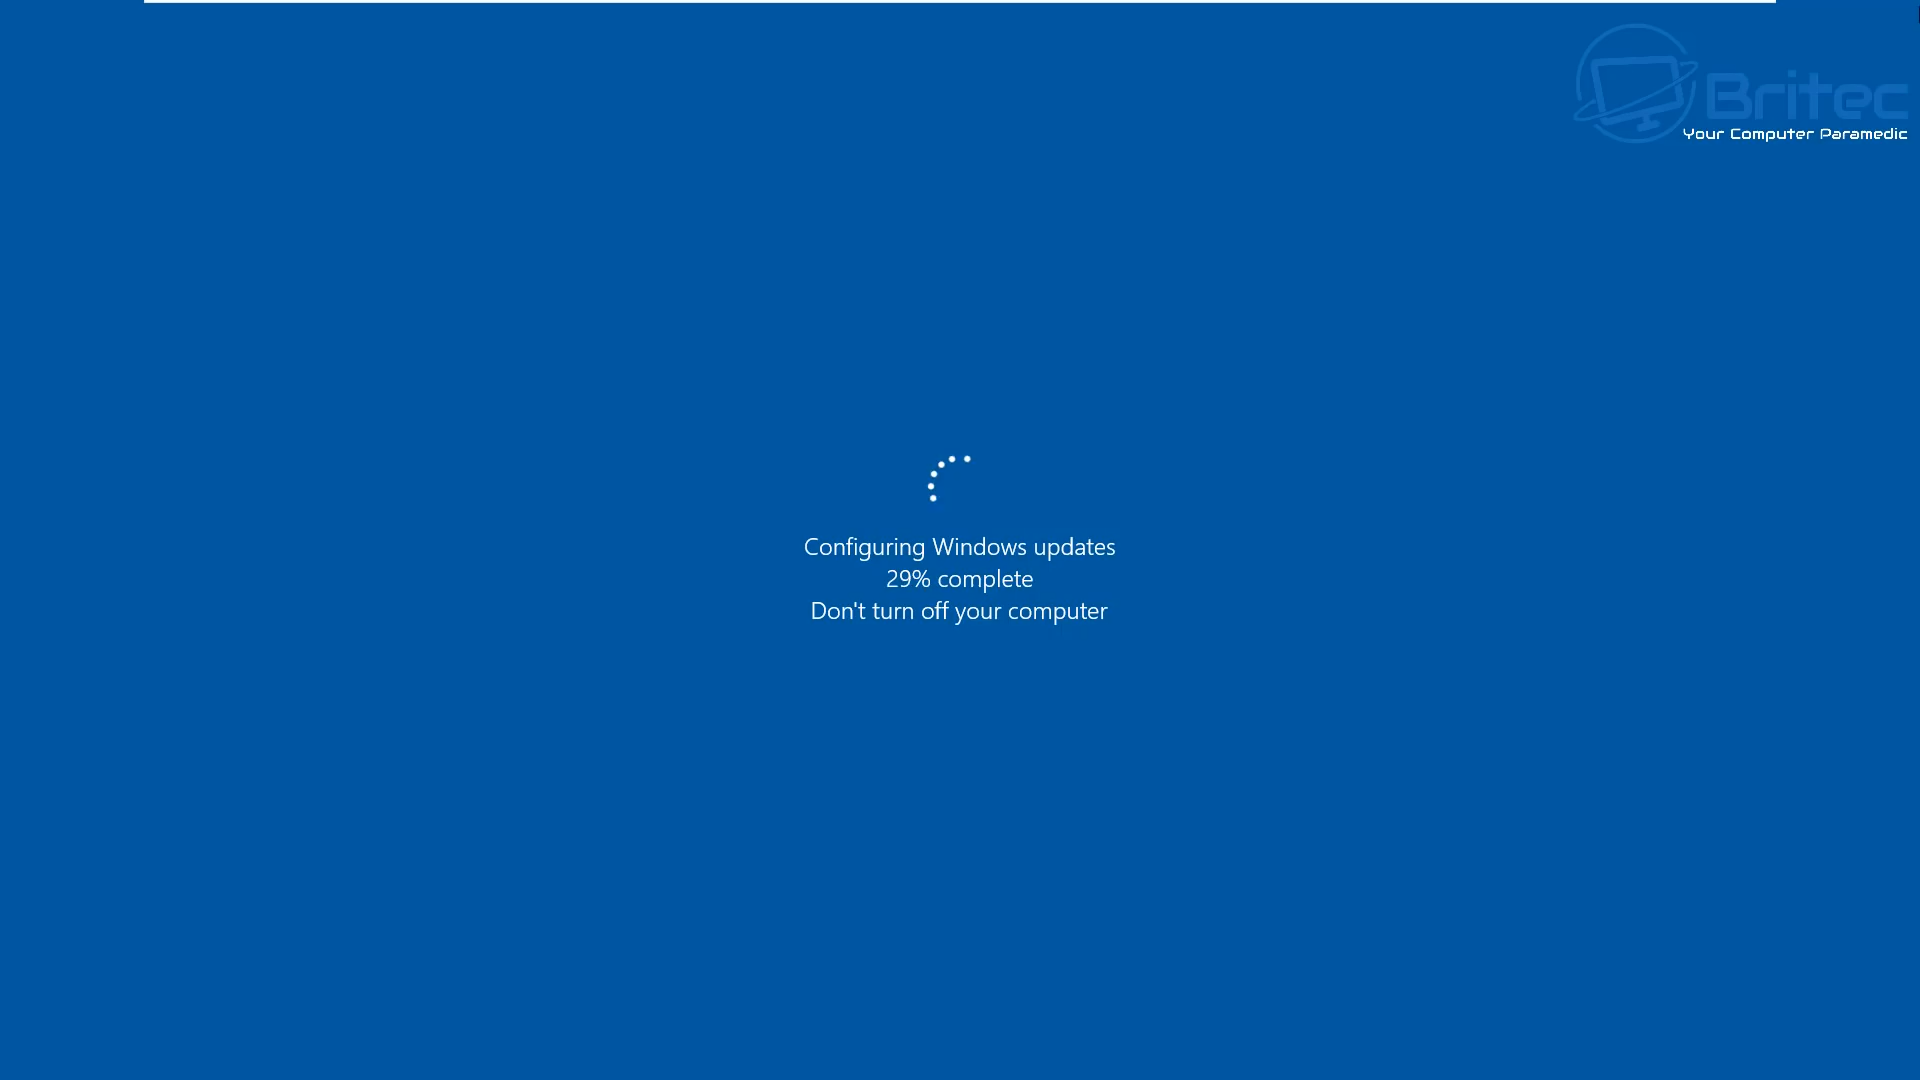 Britec
Your Computer Paramedic
Configuring Windows updates
29% complete
Don't turn off your computer